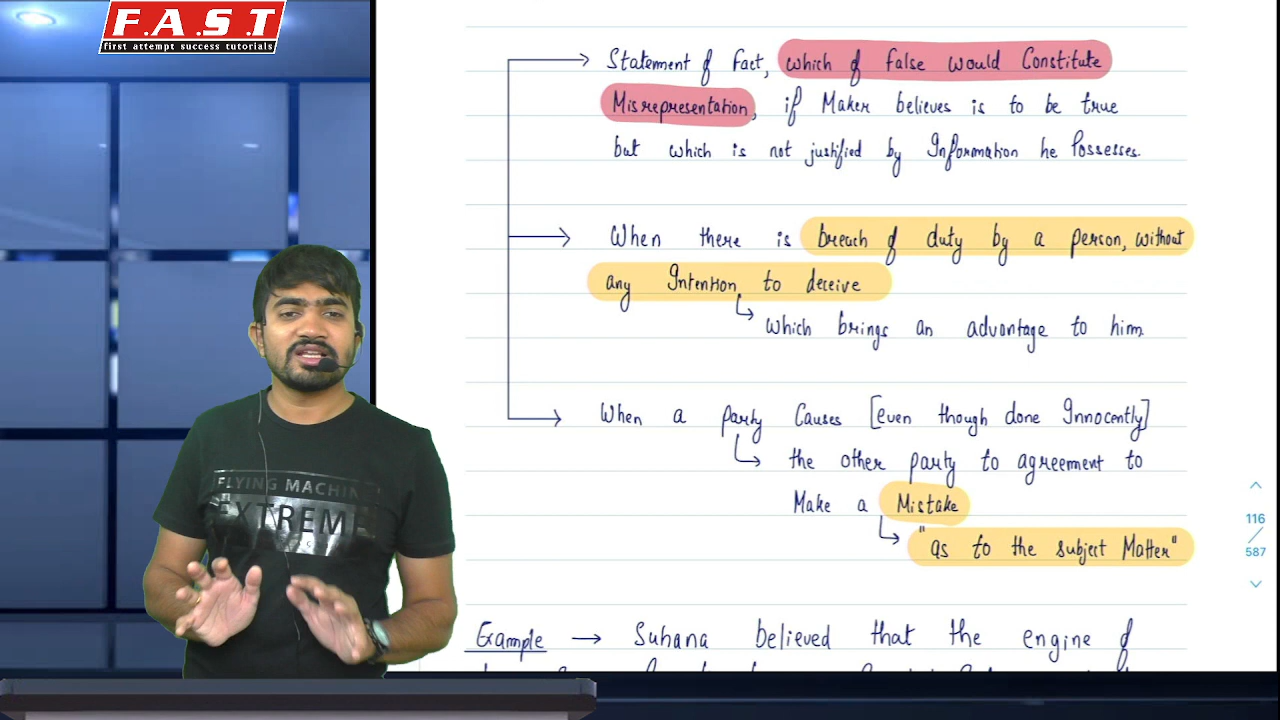 F.A.S.T
first attempt success tutorials
Statement of Fact, which of false would Constitute
Misrepresentation, if Maker believes is to be true
but which is not justified by Information he Possesses.
When there is breach of duty by a person, without
any Intention to deceive
which brings an advantage to him.
When a party Causes [even though done Innocently]
the other party to agreement to
Make a Mistake
"as to the subject Matter"
Example → Suhana believed that the engine of
FLYING MACHINE
EXTREME
116
587